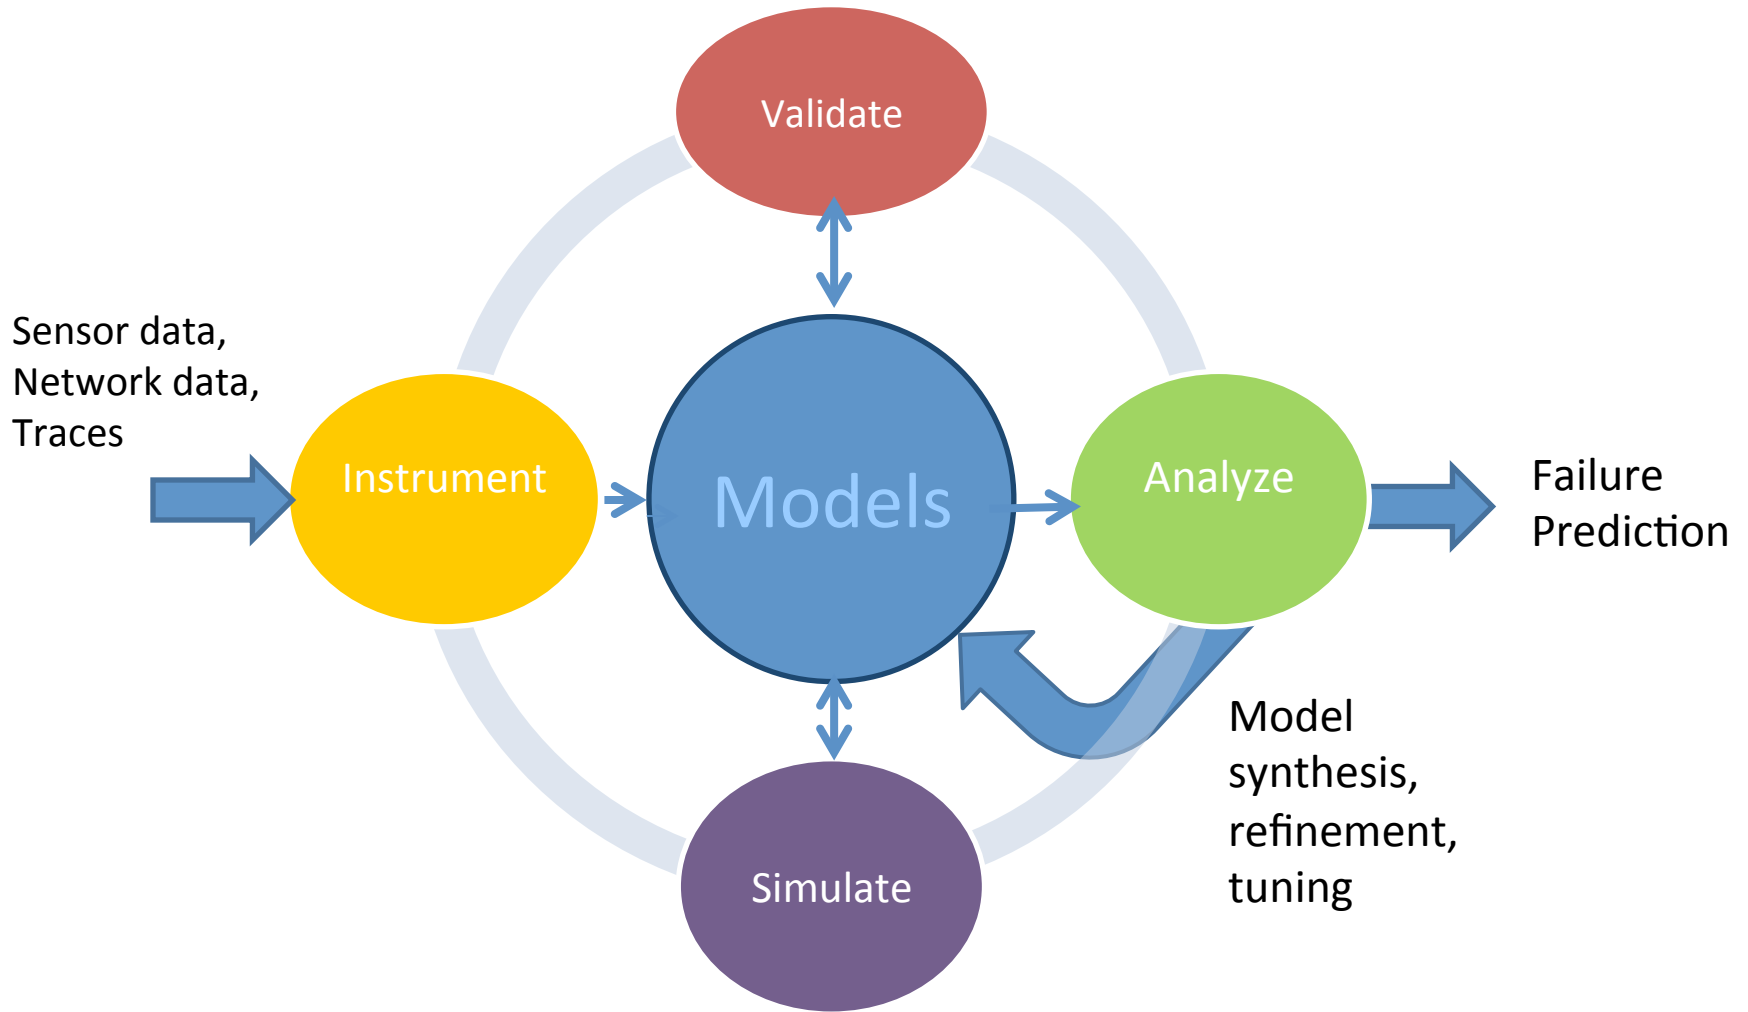 Validate
Sensor data,
Network data,
Traces
Instrument
Models
Analyze
Failure
Prediction
Model
synthesis,
refinement,
tuning
Simulate